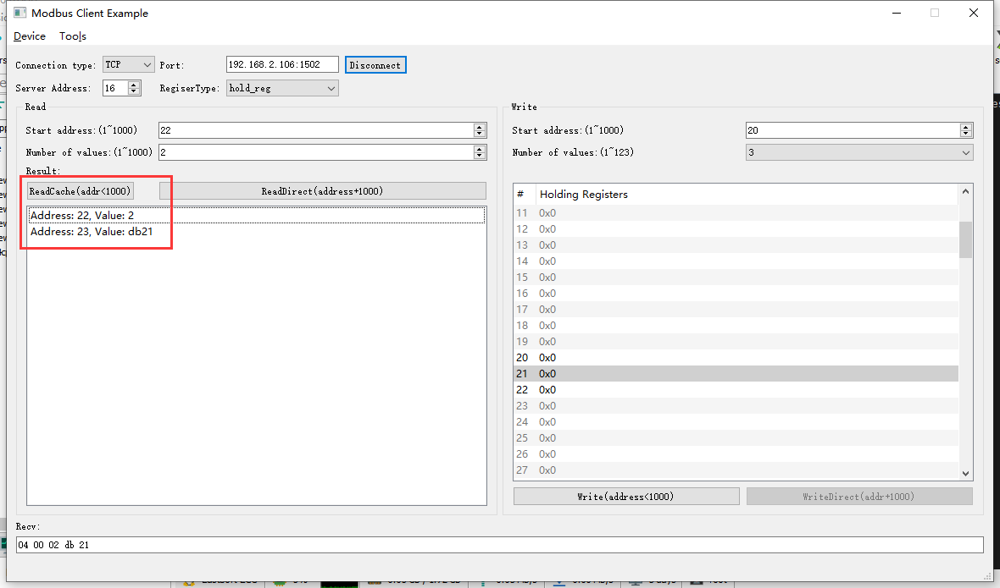 Modbus Client Example
Device Tools
Connection type: TCP Port: 192.168.2.106:1502 Disconnect
Server Address: 16 RegiserType: hold_reg
Read
Start address:(1~1000) 22
Number of values:(1~1000) 2
Result:
ReadCache(addr<1000) ReadDirect(address+1000)
Address: 22, Value: 2
Address: 23, Value: db21
Write
Start address:(1~1000) 20
Number of values:(1~123) 3
# Holding Registers
11 0x0
12 0x0
13 0x0
14 0x0
15 0x0
16 0x0
17 0x0
18 0x0
19 0x0
20 0x0
21 0x0
22 0x0
23 0x0
24 0x0
25 0x0
26 0x0
27 0x0
Write(address<1000) WriteDirect(addr+1000)
Recv:
04 00 02 db 21